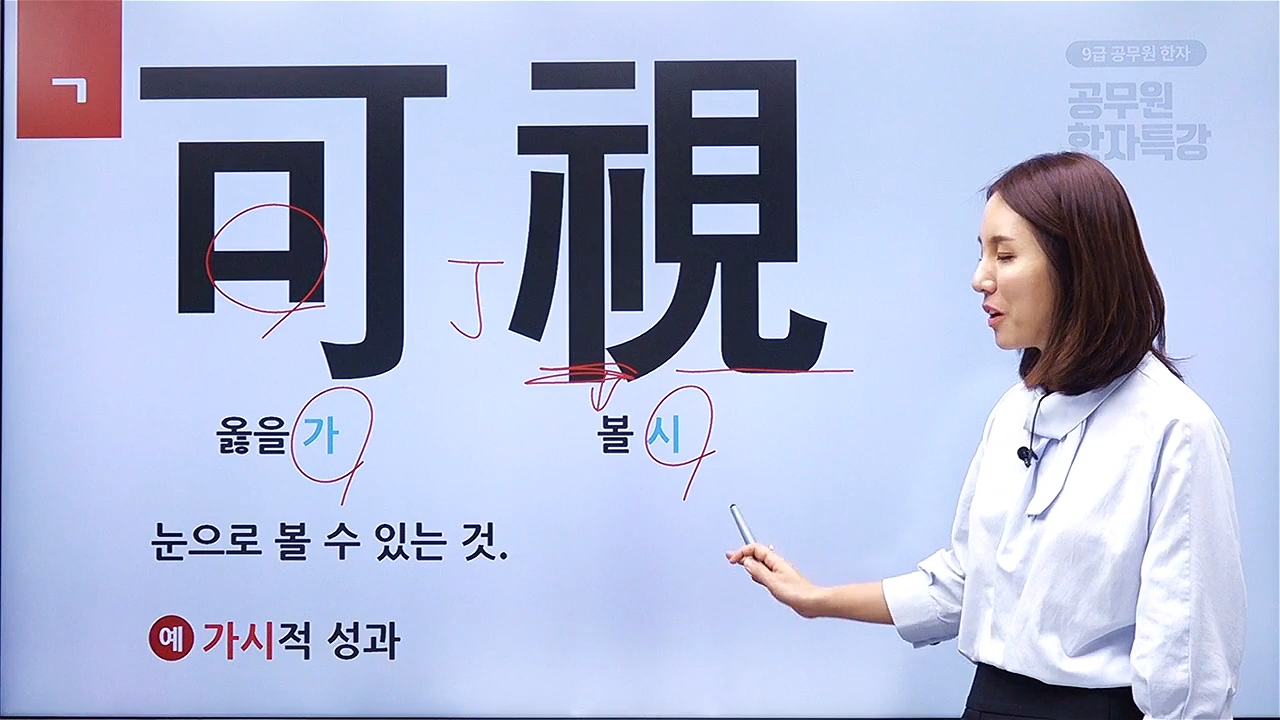 ㄱ
9급 공무원 한자
공무원
한자특강
可視
옳을 가 볼 시
눈으로 볼 수 있는 것.
예 가시적 성과